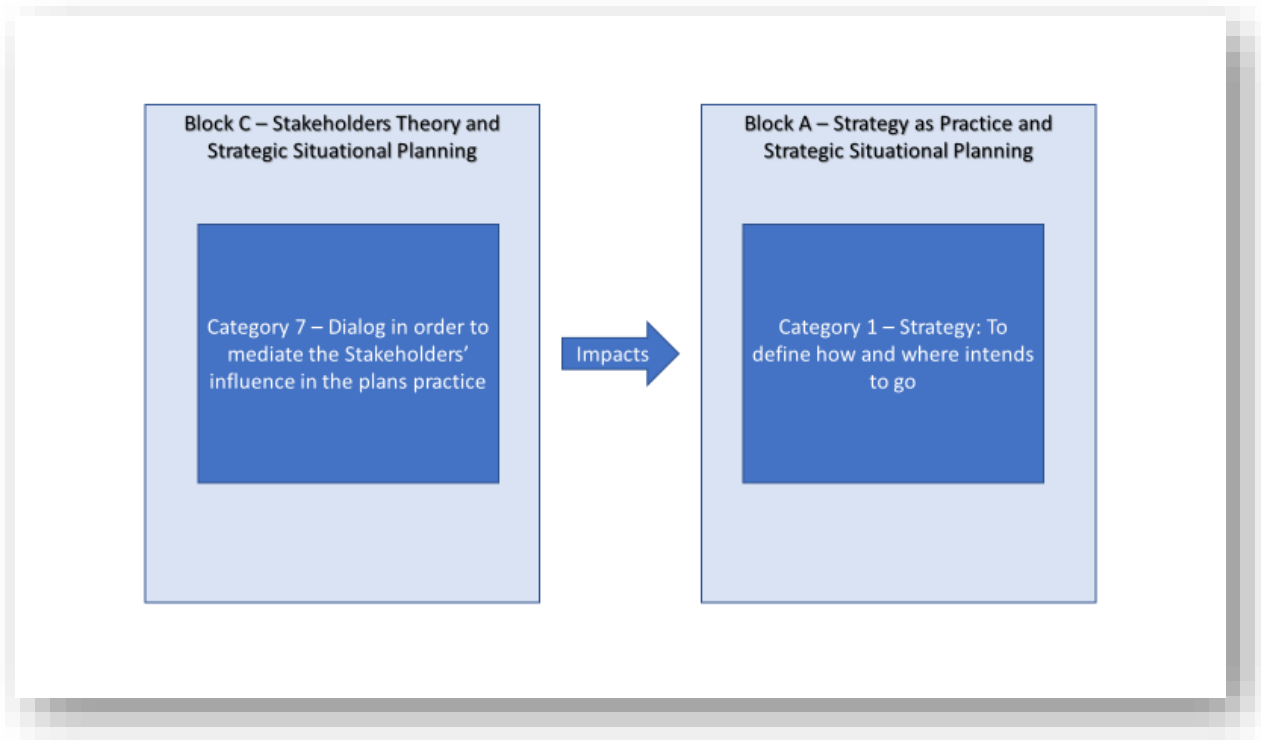 Block C – Stakeholders Theory and
Strategic Situational Planning
Category 7 – Dialog in order to
mediate the Stakeholders'
influence in the plans practice
Impacts
Block A – Strategy as Practice and
Strategic Situational Planning
Category 1 – Strategy: To
define how and where intends
to go